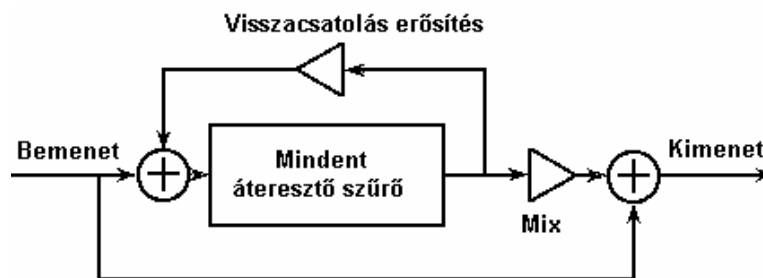 Visszacsatolás erősítés
Bemenet
Mindent
áteresztő szűrő
Mix
Kimenet